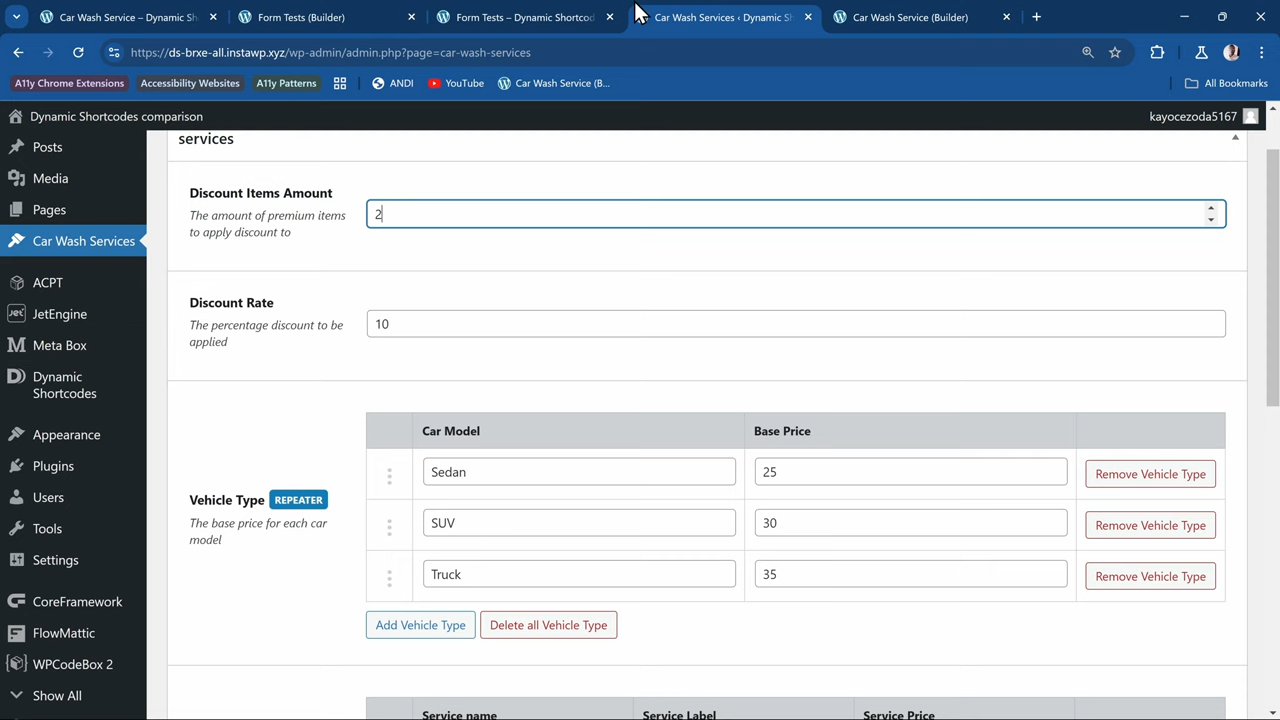 Car Wash Service – Dynamic Sh
Form Tests (Builder)
Form Tests – Dynamic Shortcod
Car Wash Services ‹ Dynamic Sh
Car Wash Service (Builder)
https://ds-brxe-all.instawp.xyz/wp-admin/admin.php?page=car-wash-services
A11y Chrome Extensions
Accessibility Websites
A11y Patterns
ANDI
YouTube
Car Wash Service (B...
All Bookmarks
Dynamic Shortcodes comparison
kayocezoda5167
Posts
Media
Pages
Car Wash Services
ACPT
JetEngine
Meta Box
Dynamic
Shortcodes
Appearance
Plugins
Users
Tools
Settings
CoreFramework
FlowMattic
WPCodeBox 2
Show All
services
Discount Items Amount
The amount of premium items
to apply discount to
2
Discount Rate
The percentage discount to be
applied
10
Vehicle Type REPEATER
The base price for each car
model
Car Model Base Price
Sedan 25 Remove Vehicle Type
SUV 30 Remove Vehicle Type
Truck 35 Remove Vehicle Type
Add Vehicle Type Delete all Vehicle Type
Service name Service Label Service Price